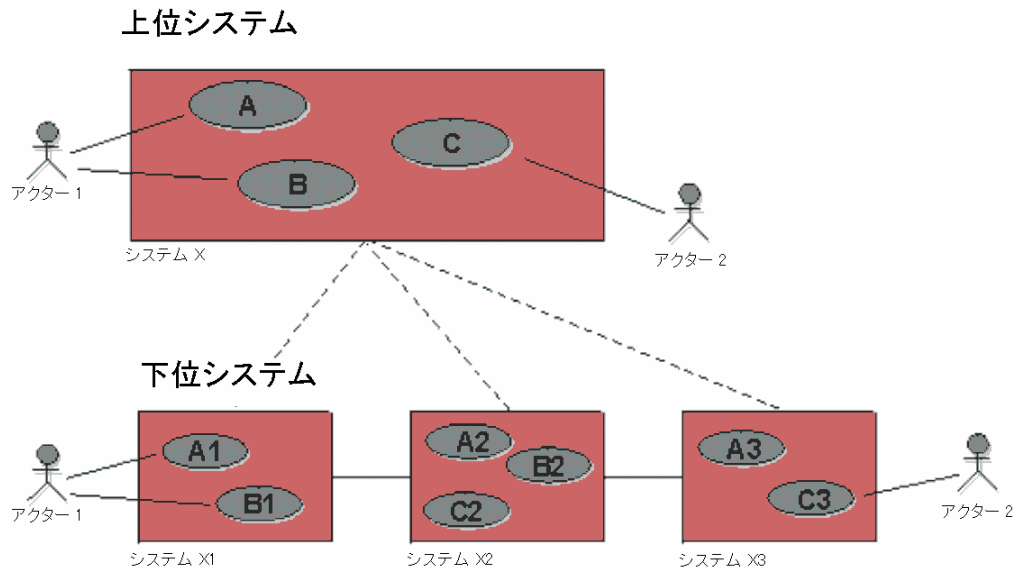 上位システム
A
C
B
アクター 1
システム X
アクター 2
下位システム
A1
B1
A2
B2
C2
A3
C3
アクター 1
アクター 2
システム X1
システム X2
システム X3